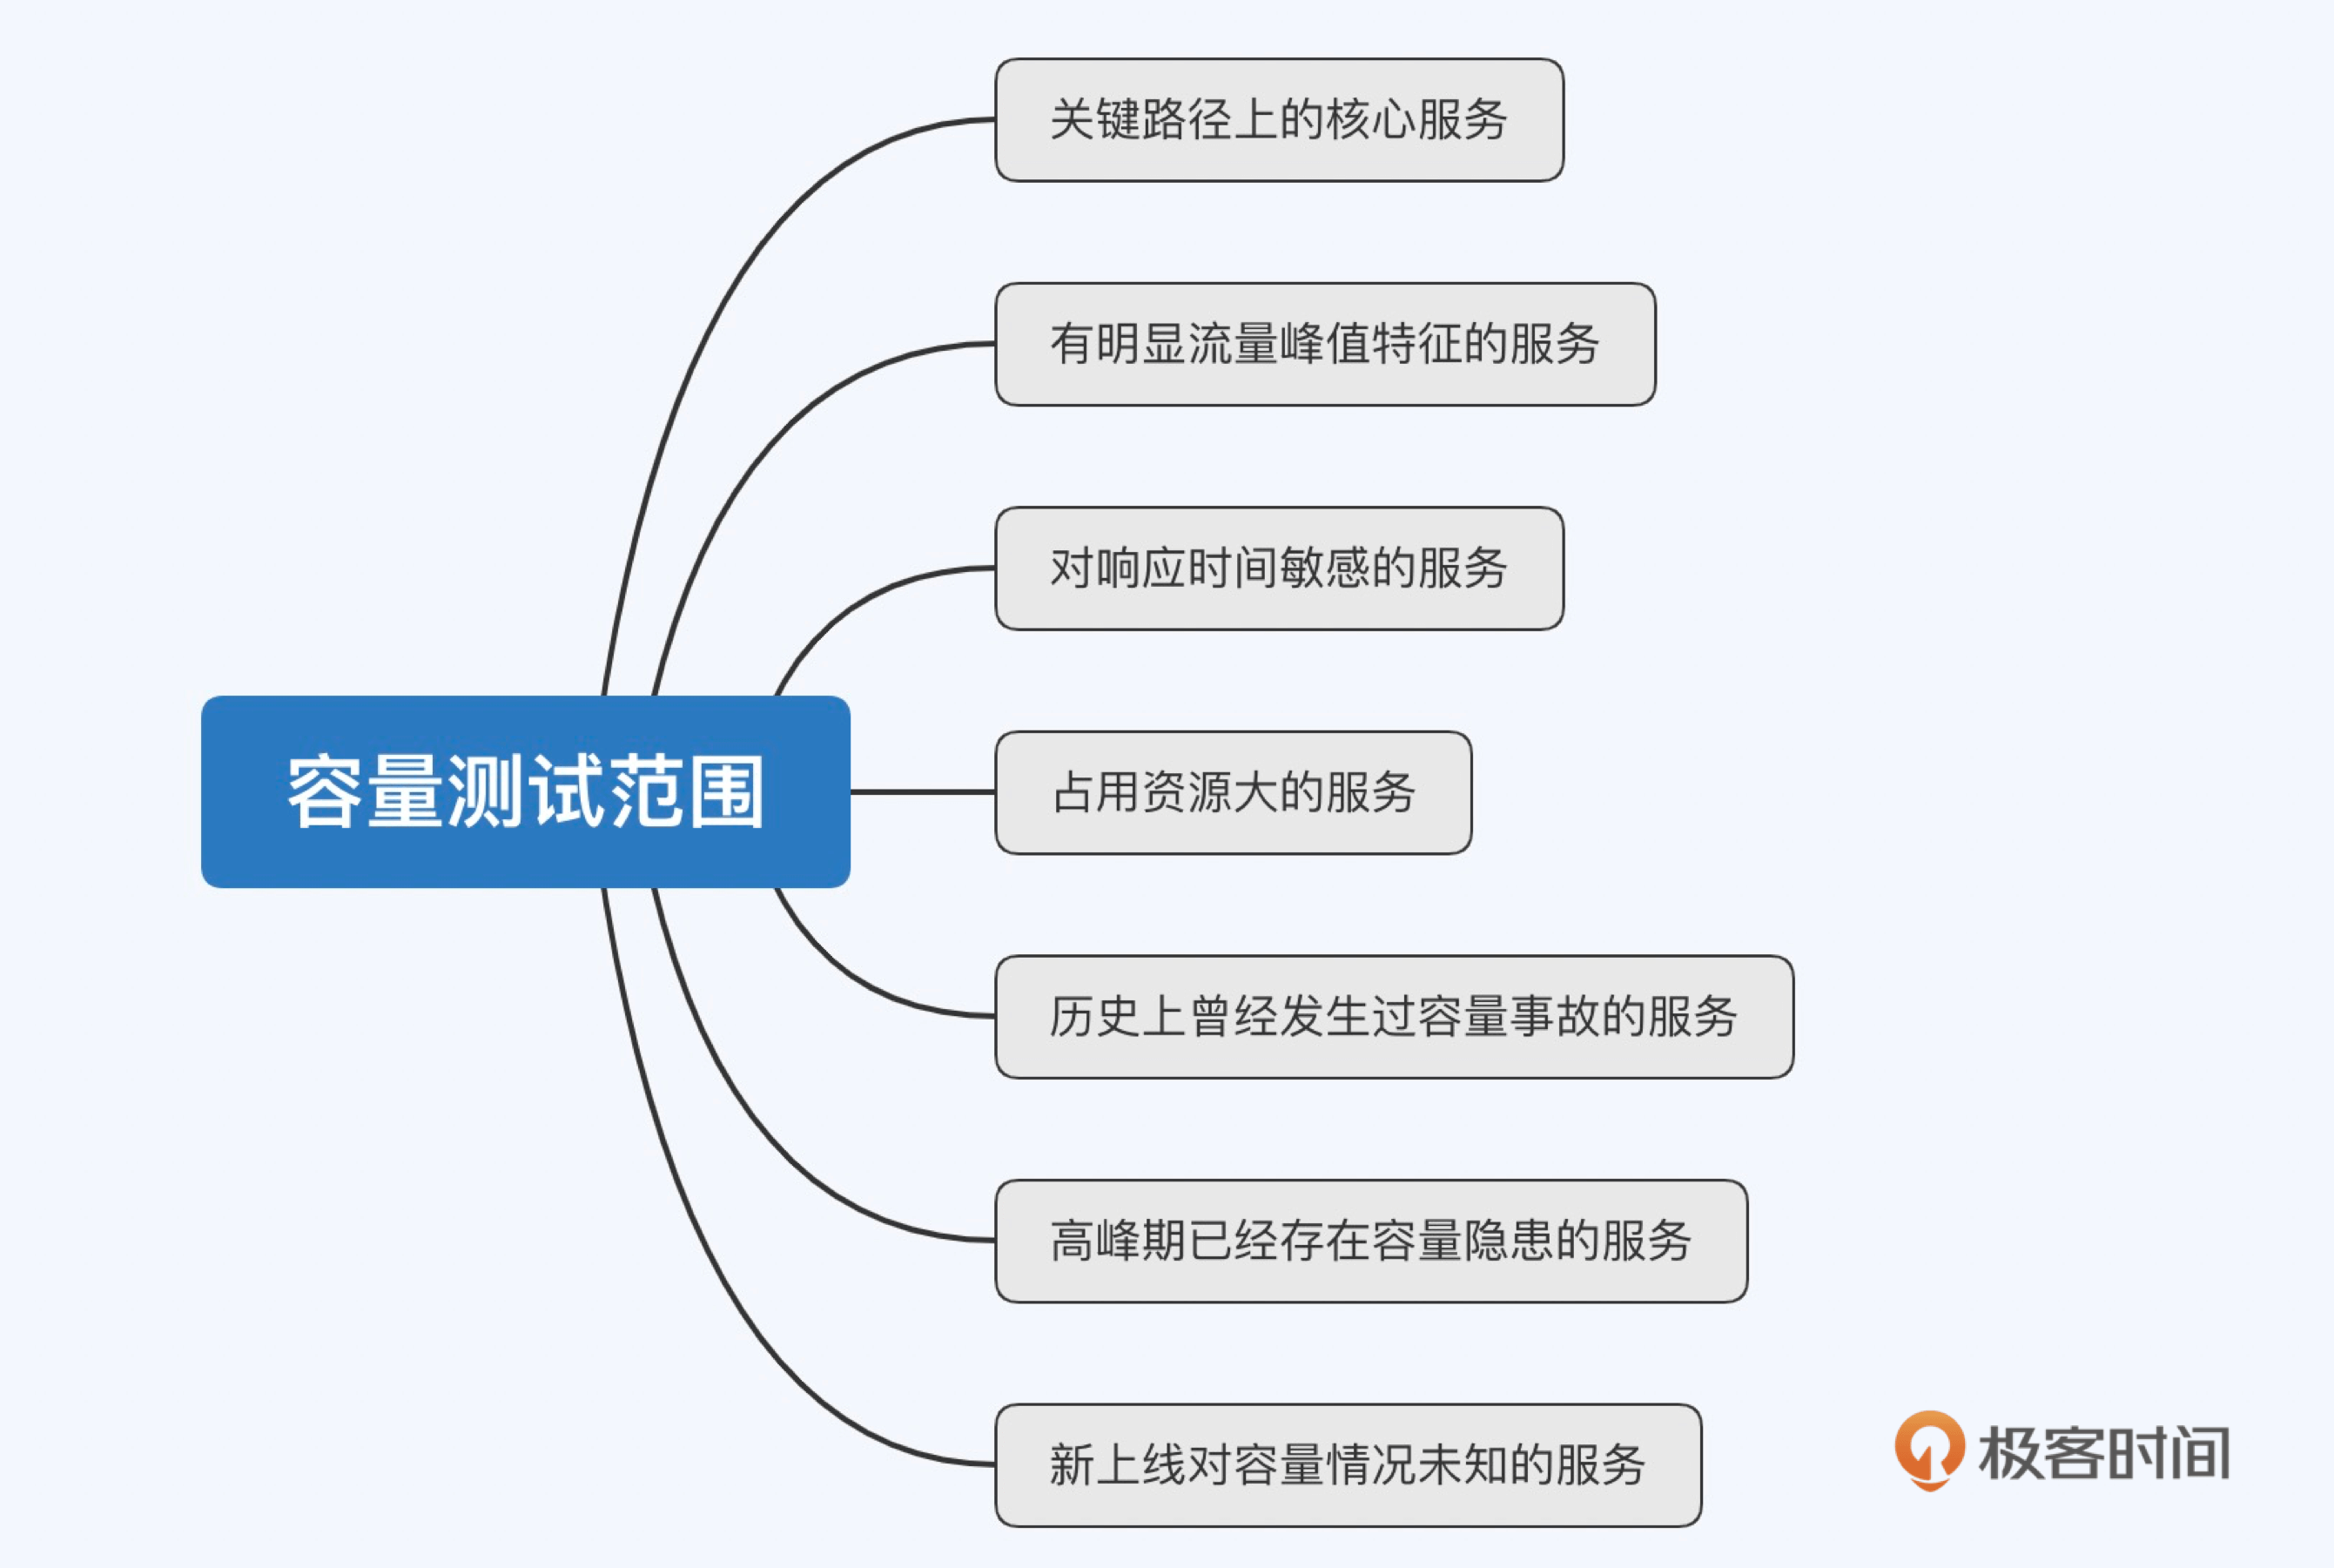 关键路径上的核心服务
有明显流量峰值特征的服务
对响应时间敏感的服务
容量测试范围
占用资源大的服务
历史上曾经发生过容量事故的服务
高峰期已经存在容量隐患的服务
新上线对容量情况未知的服务
极客时间